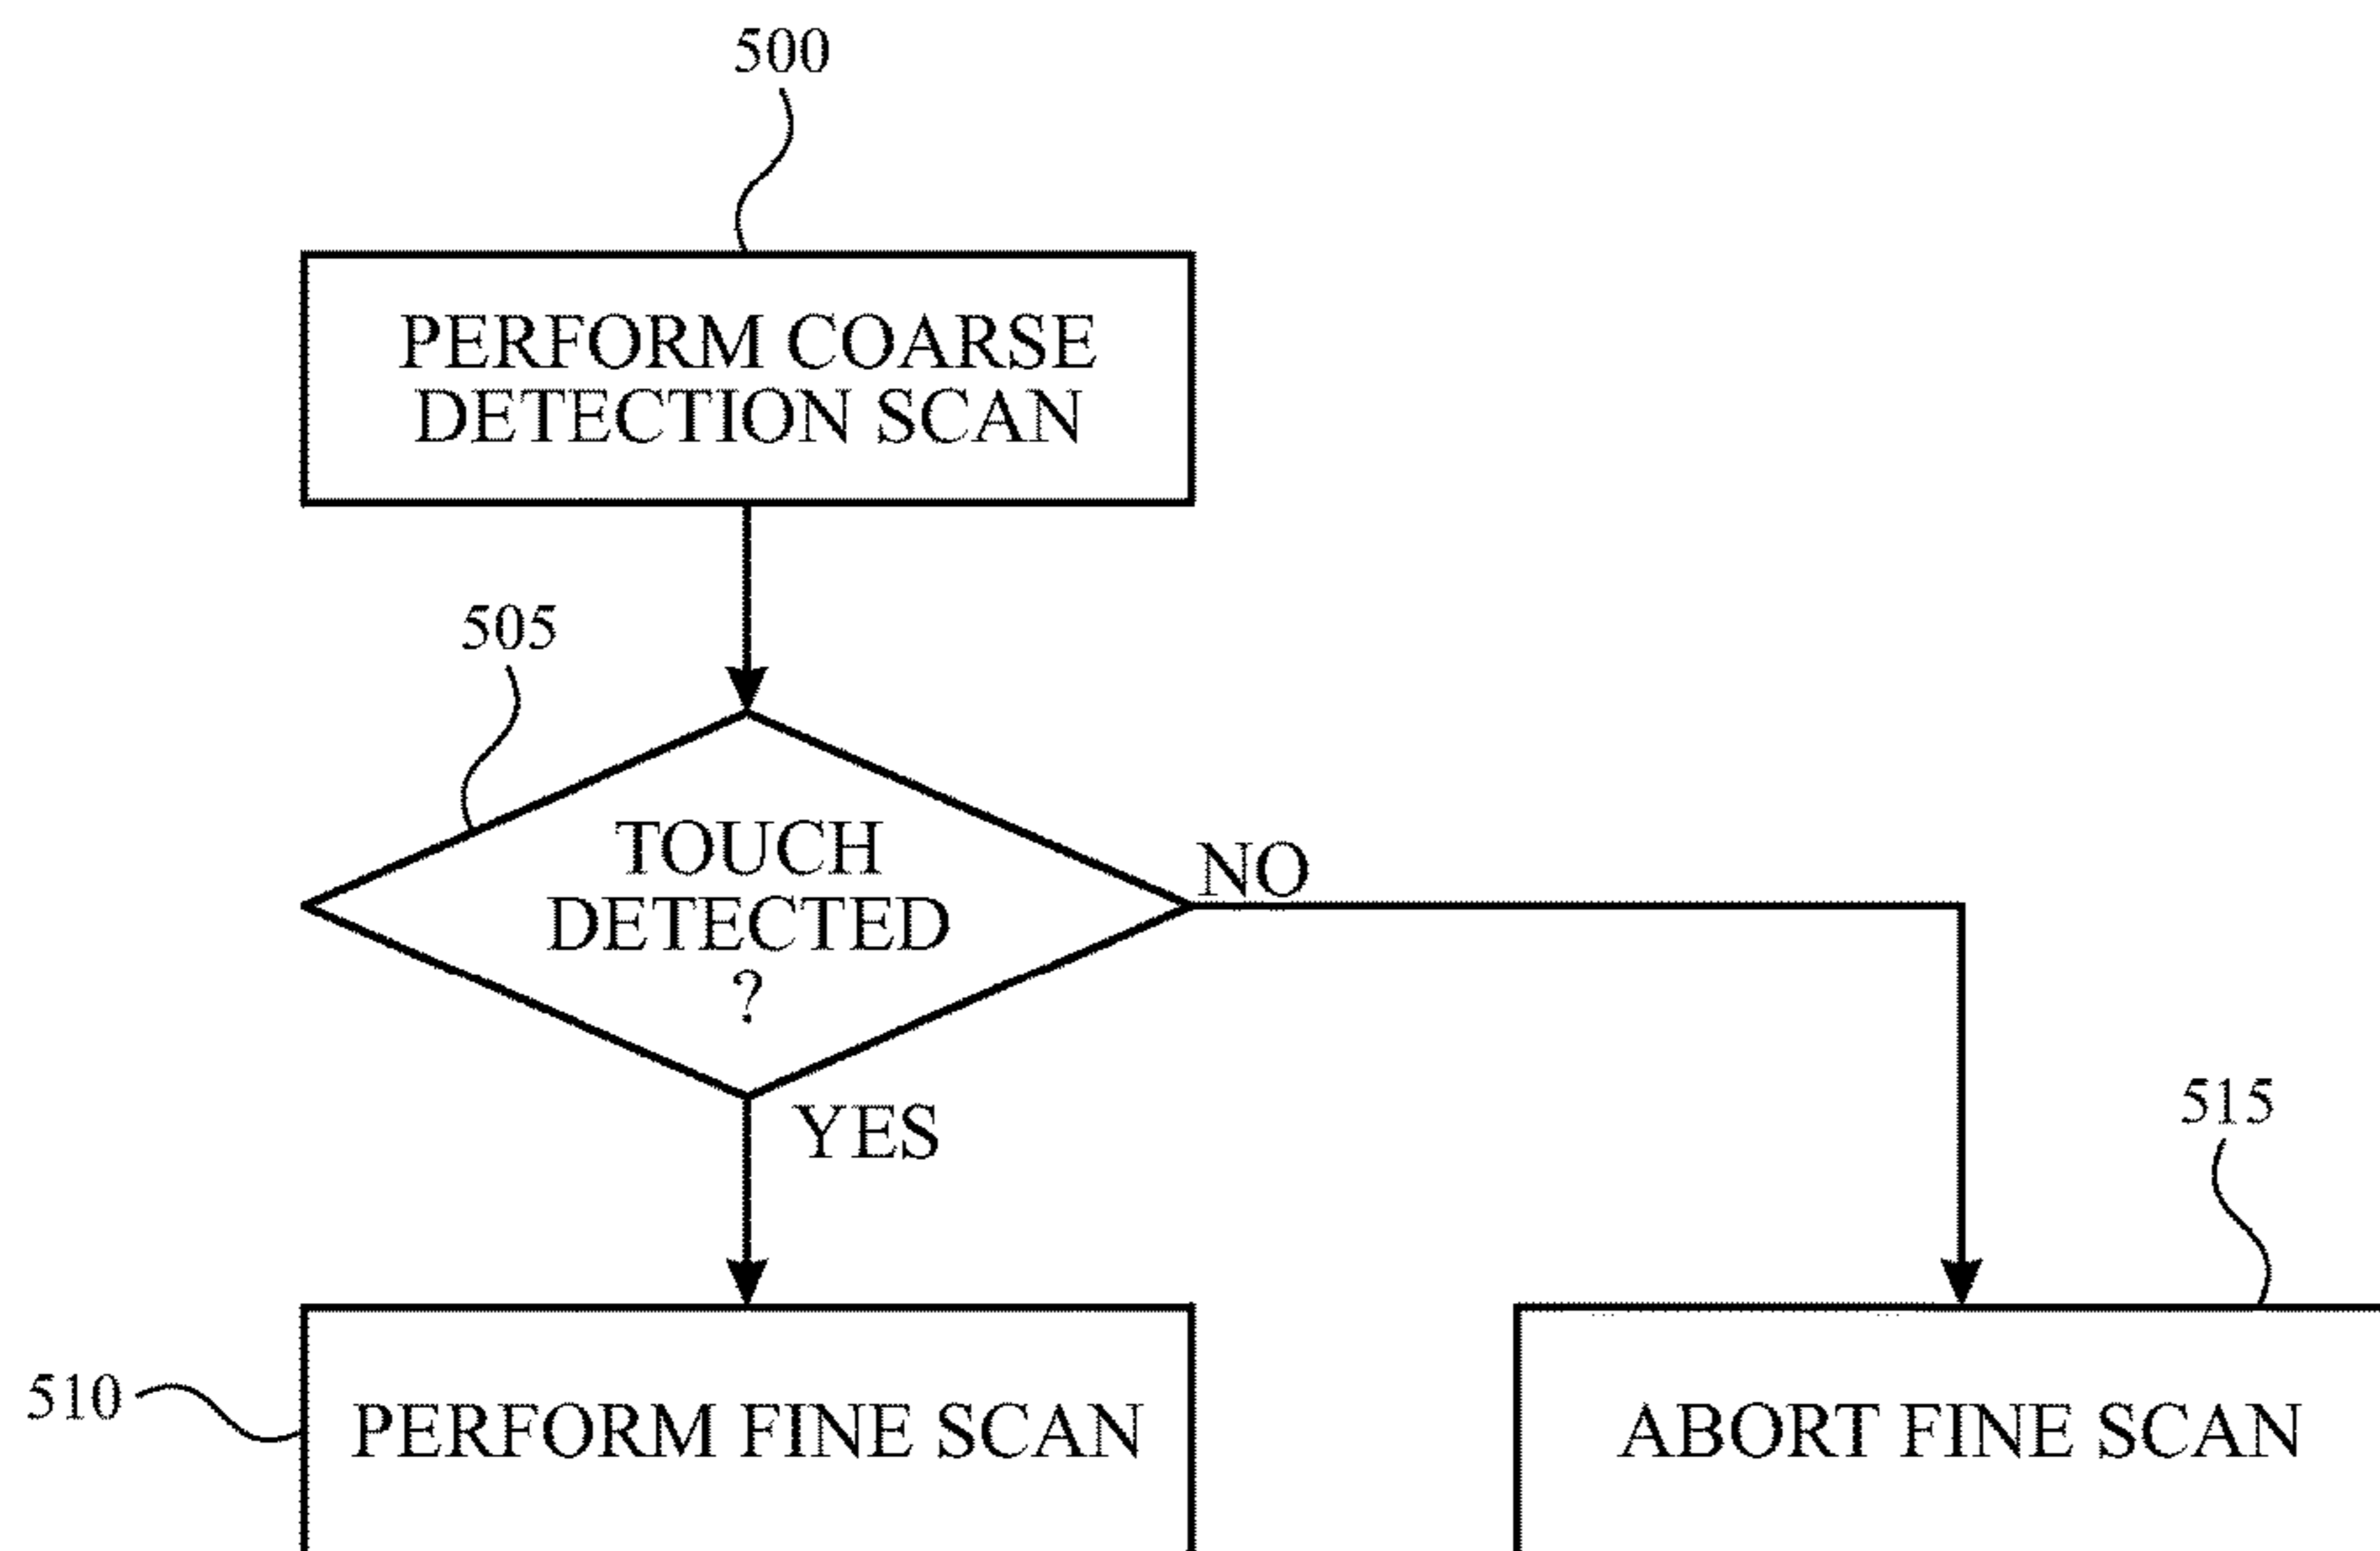 500
PERFORM COARSE
DETECTION SCAN
505
TOUCH
DETECTED
?
NO
YES
515
510
PERFORM FINE SCAN
ABORT FINE SCAN